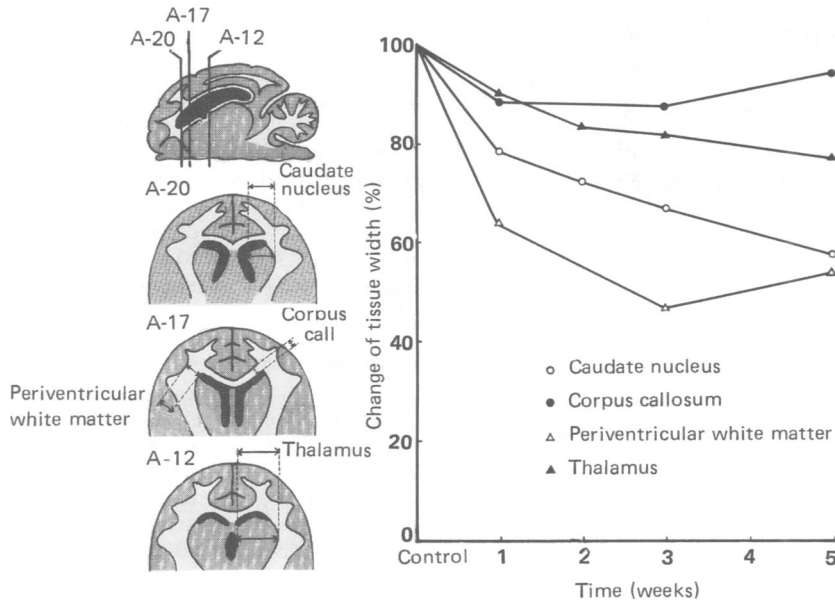 A-17
A-20
A-12
A-20
Caudate
nucleus
A-17
Corpus
call
Periventricular
white matter
A-12
Thalamus
Change of tissue width (%)
100
80
60
40
20
0
Control
1
2
3
4
5
Time (weeks)
Caudate nucleus
Corpus callosum
Periventricular white matter
Thalamus